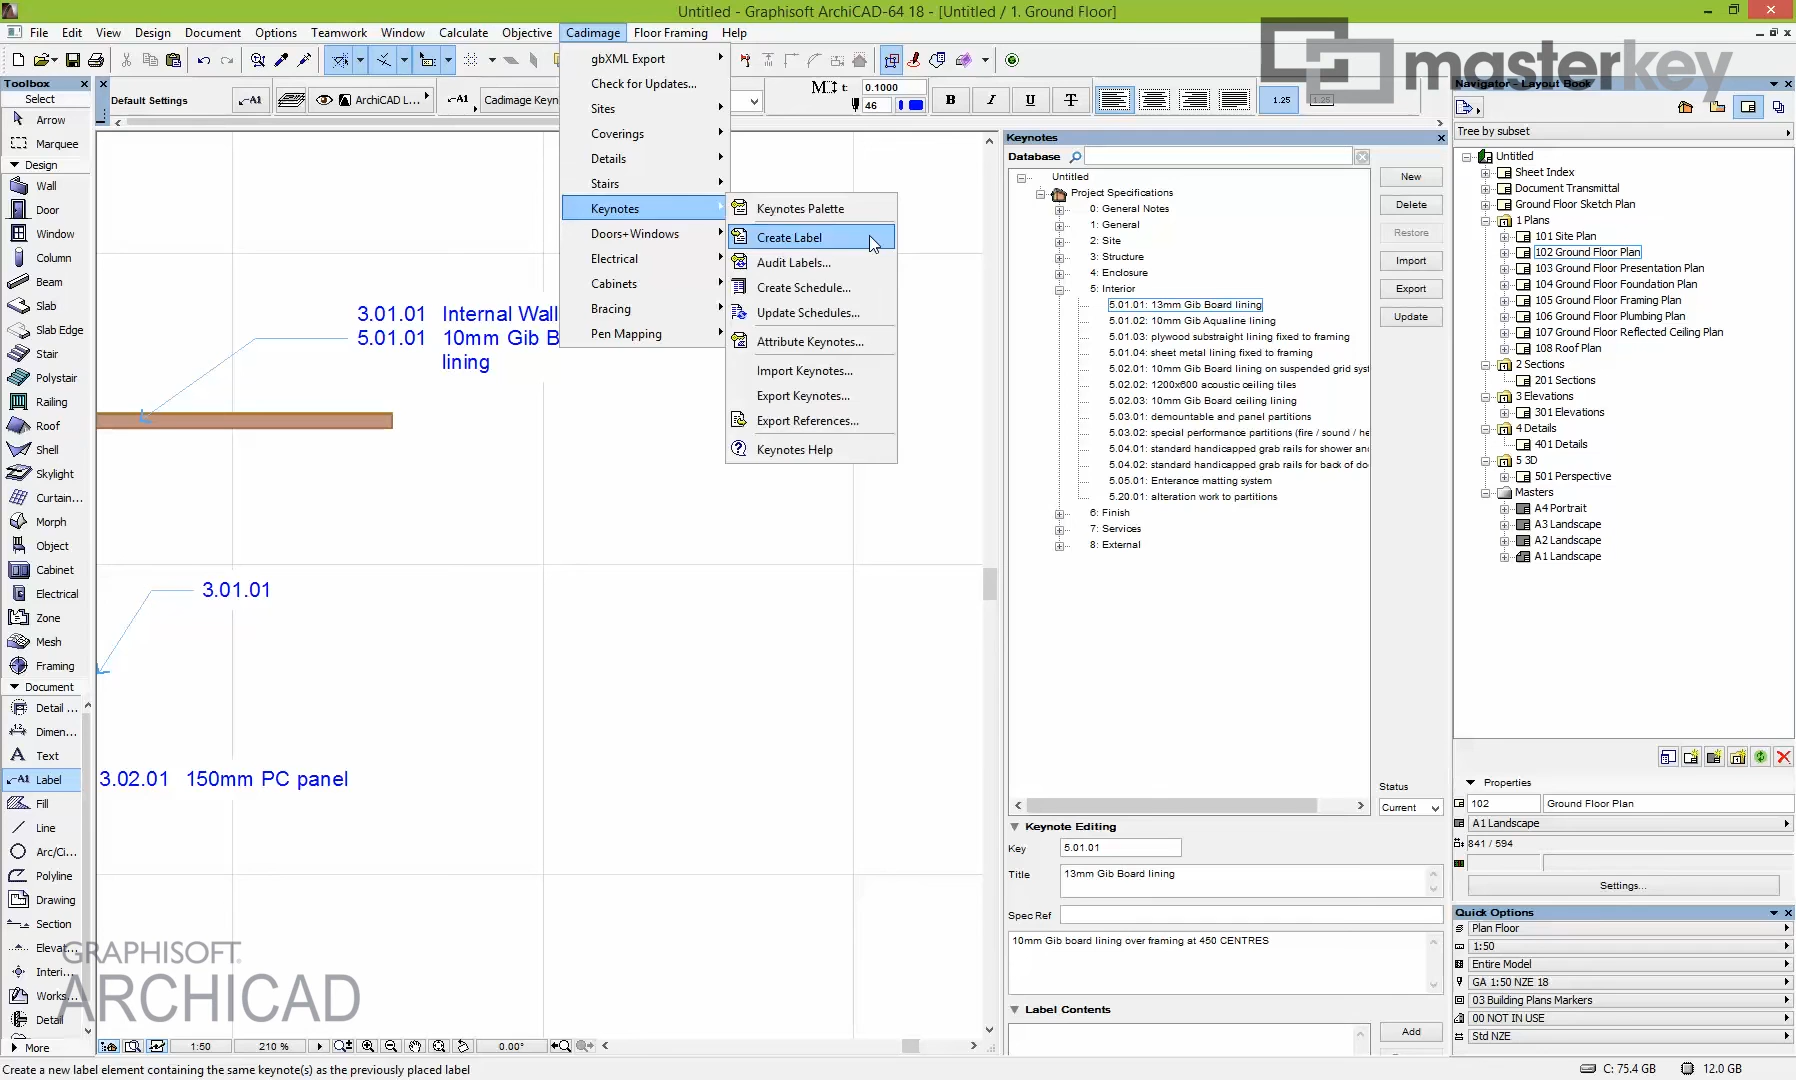 Untitled - Graphisoft ArchiCAD-64 18 - [Untitled / 1. Ground Floor]
File Edit View Design Document Options Teamwork Window Calculate Objective Cadimage Floor Framing Help
masterkey
Toolbox
Select
Arrow
Marquee
Design
Wall
Door
Window
Column
Beam
Slab
Slab Edge
Stair
Polystair
Railing
Roof
Shell
Skylight
Curtain...
Morph
Object
Cabinet
Electrical
Zone
Mesh
Framing
Document
Detail ...
Dimen...
Text
Label
Fill
Line
Arc/Ci...
Polyline
Drawing
Section
Elevat...
Interi...
Works...
Detail
More
Default Settings
A1
ArchiCAD L...
A1
Cadimage Keyn
M t: 0.1000
46
B I U T
1.25
1.25
gbXML Export
Check for Updates...
Sites
Coverings
Details
Stairs
Keynotes
Doors+Windows
Electrical
Cabinets
Bracing
Pen Mapping
Keynotes Palette
Create Label
Audit Labels...
Create Schedule...
Update Schedules...
Attribute Keynotes...
Import Keynotes...
Export Keynotes...
Export References...
Keynotes Help
3.01.01 Internal Wall
5.01.01 10mm Gib B
lining
3.01.01
3.02.01 150mm PC panel
GRAPHISOFT.
ARCHICAD
1:50
210 %
0.00°
Keynotes
Database
Untitled
Project Specifications
0: General Notes
1: General
2: Site
3: Structure
4: Enclosure
5: Interior
5.01.01: 13mm Gib Board lining
5.01.02: 10mm Gib Aqualine lining
5.01.03: plywood substraight lining fixed to framing
5.01.04: sheet metal lining fixed to framing
5.02.01: 10mm Gib Board lining on suspended grid syst
5.02.02: 1200x600 acoustic ceiling tiles
5.02.03: 10mm Gib Board ceiling lining
5.03.01: demountable and panel partitions
5.03.02: special performance partitions (fire / sound / he
5.04.01: standard handicapped grab rails for shower an
5.04.02: standard handicapped grab rails for back of do
5.05.01: Enterance matting system
5.20.01: alteration work to partitions
6: Finish
7: Services
8: External
New
Delete
Restore
Import
Export
Update
Status
Current
Keynote Editing
Key 5.01.01
Title 13mm Gib Board lining
Spec Ref
10mm Gib board lining over framing at 450 CENTRES
Label Contents
Add
Navigator - Layout Book
Tree by subset
Untitled
Sheet Index
Document Transmittal
Ground Floor Sketch Plan
1 Plans
101 Site Plan
102 Ground Floor Plan
103 Ground Floor Presentation Plan
104 Ground Floor Foundation Plan
105 Ground Floor Framing Plan
106 Ground Floor Plumbing Plan
107 Ground Floor Reflected Ceiling Plan
108 Roof Plan
2 Sections
201 Sections
3 Elevations
301 Elevations
4 Details
401 Details
5 3D
501 Perspective
Masters
A4 Portrait
A3 Landscape
A2 Landscape
A1 Landscape
Properties
102 Ground Floor Plan
A1 Landscape
841 / 594
Settings...
Quick Options
Plan Floor
1:50
Entire Model
GA 1:50 NZE 18
03 Building Plans Markers
00 NOT IN USE
Std NZE
Create a new label element containing the same keynote(s) as the previously placed label
C: 75.4 GB
12.0 GB